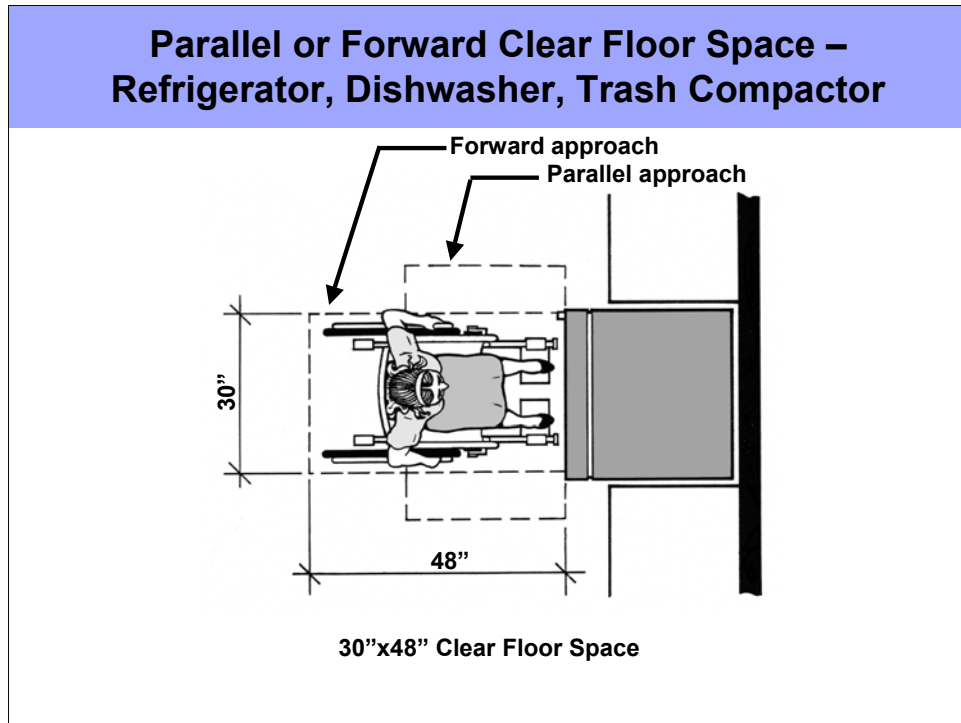 Parallel or Forward Clear Floor Space –
Refrigerator, Dishwasher, Trash Compactor
Forward approach
Parallel approach
30”
48”
30”x48” Clear Floor Space